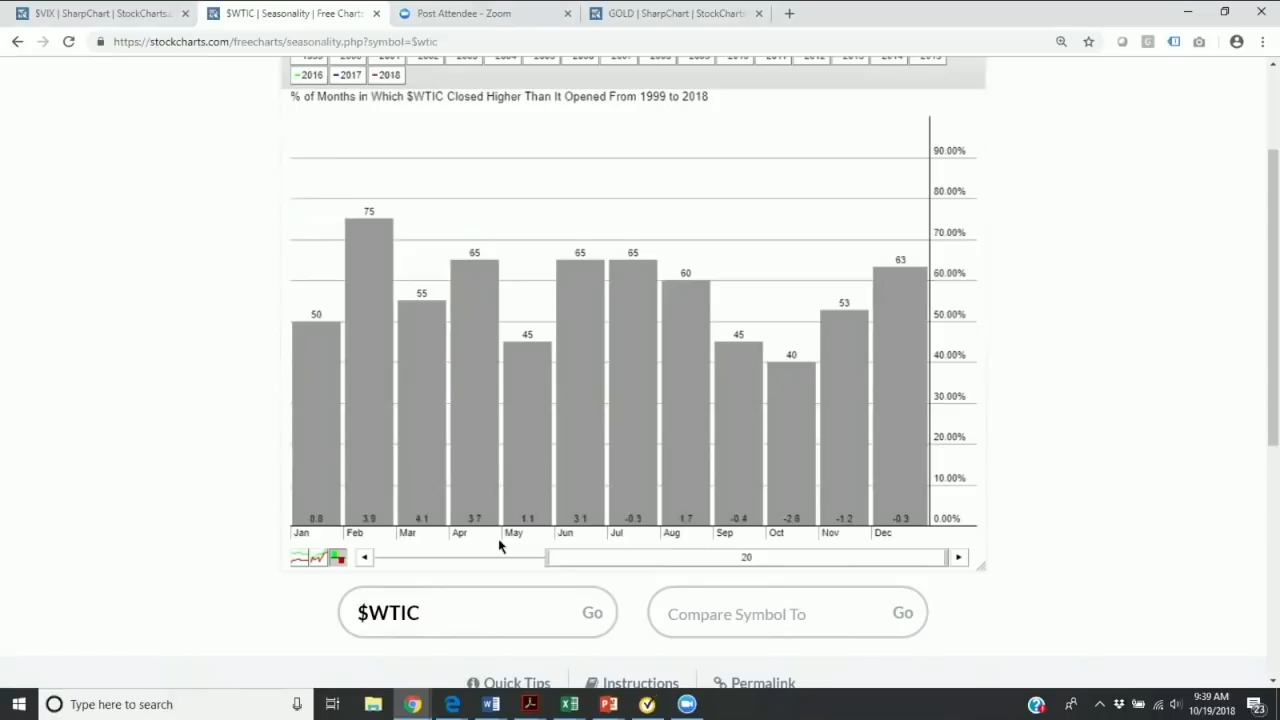 $VIX | SharpChart | StockCharts.
$WTIC | Seasonality | Free Charts
Post Attendee - Zoom
GOLD | SharpChart | StockCharts
https://stockcharts.com/freecharts/seasonality.php?symbol=$wtic
2016 2017 2018
% of Months in Which $WTIC Closed Higher Than It Opened From 1999 to 2018
90.00%
80.00%
70.00%
60.00%
50.00%
40.00%
30.00%
20.00%
10.00%
0.00%
50 75 55 65 45 65 65 60 45 40 53 63
3.9 4.1 3.7 1.1 3.1 -0.3 1.7 -0.4 -1.2 -0.3
Jan Feb Mar Apr May Jun Jul Aug Sep Oct Nov Dec
20
$WTIC Go
Compare Symbol To Go
Quick Tips Instructions Permalink
Type here to search
9:39 AM
10/19/2018
23